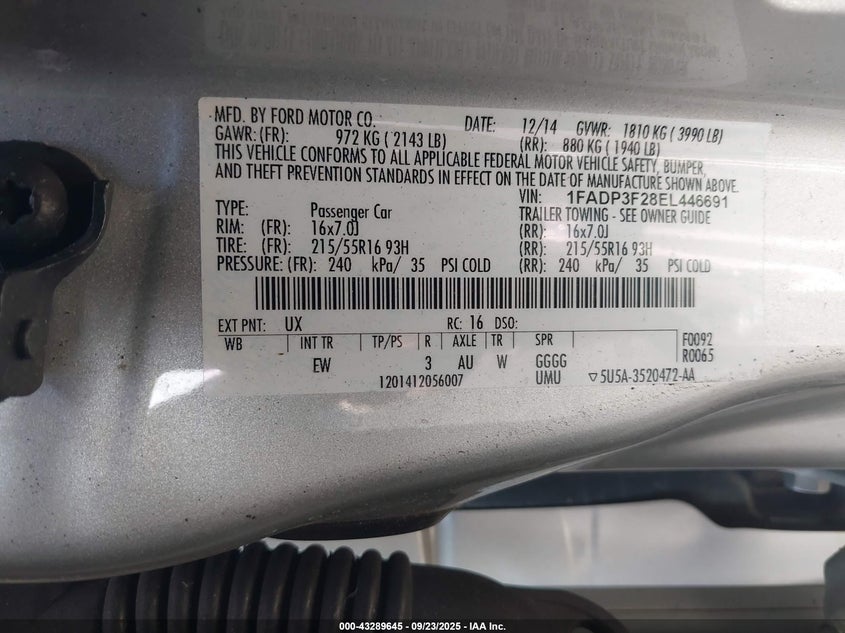 MFD. BY FORD MOTOR CO. DATE: 12/14 GVWR: 1810 KG ( 3990 LB)
GAWR: (FR): 972 KG ( 2143 LB) (RR): 880 KG ( 1940 LB)
THIS VEHICLE CONFORMS TO ALL APPLICABLE FEDERAL MOTOR VEHICLE SAFETY, BUMPER,
AND THEFT PREVENTION STANDARDS IN EFFECT ON THE DATE OF MANUFACTURE SHOWN ABOVE.
VIN: 1FADP3F28EL446691
TYPE: Passenger Car TRAILER TOWING - SEE OWNER GUIDE
RIM: (FR): 16x7.0J (RR): 16x7.0J
TIRE: (FR): 215/55R16 93H (RR): 215/55R16 93H
PRESSURE: (FR): 240 kPa/ 35 PSI COLD (RR): 240 kPa/ 35 PSI COLD
EXT PNT: UX RC: 16 DSO:
WB INT TR TP/PS R AXLE TR SPR F0092
EW 3 AU W GGGG R0065
1201412056007 UMU ▽5U5A-3520472-AA
000-43289645 - 09/23/2025 - IAA Inc.